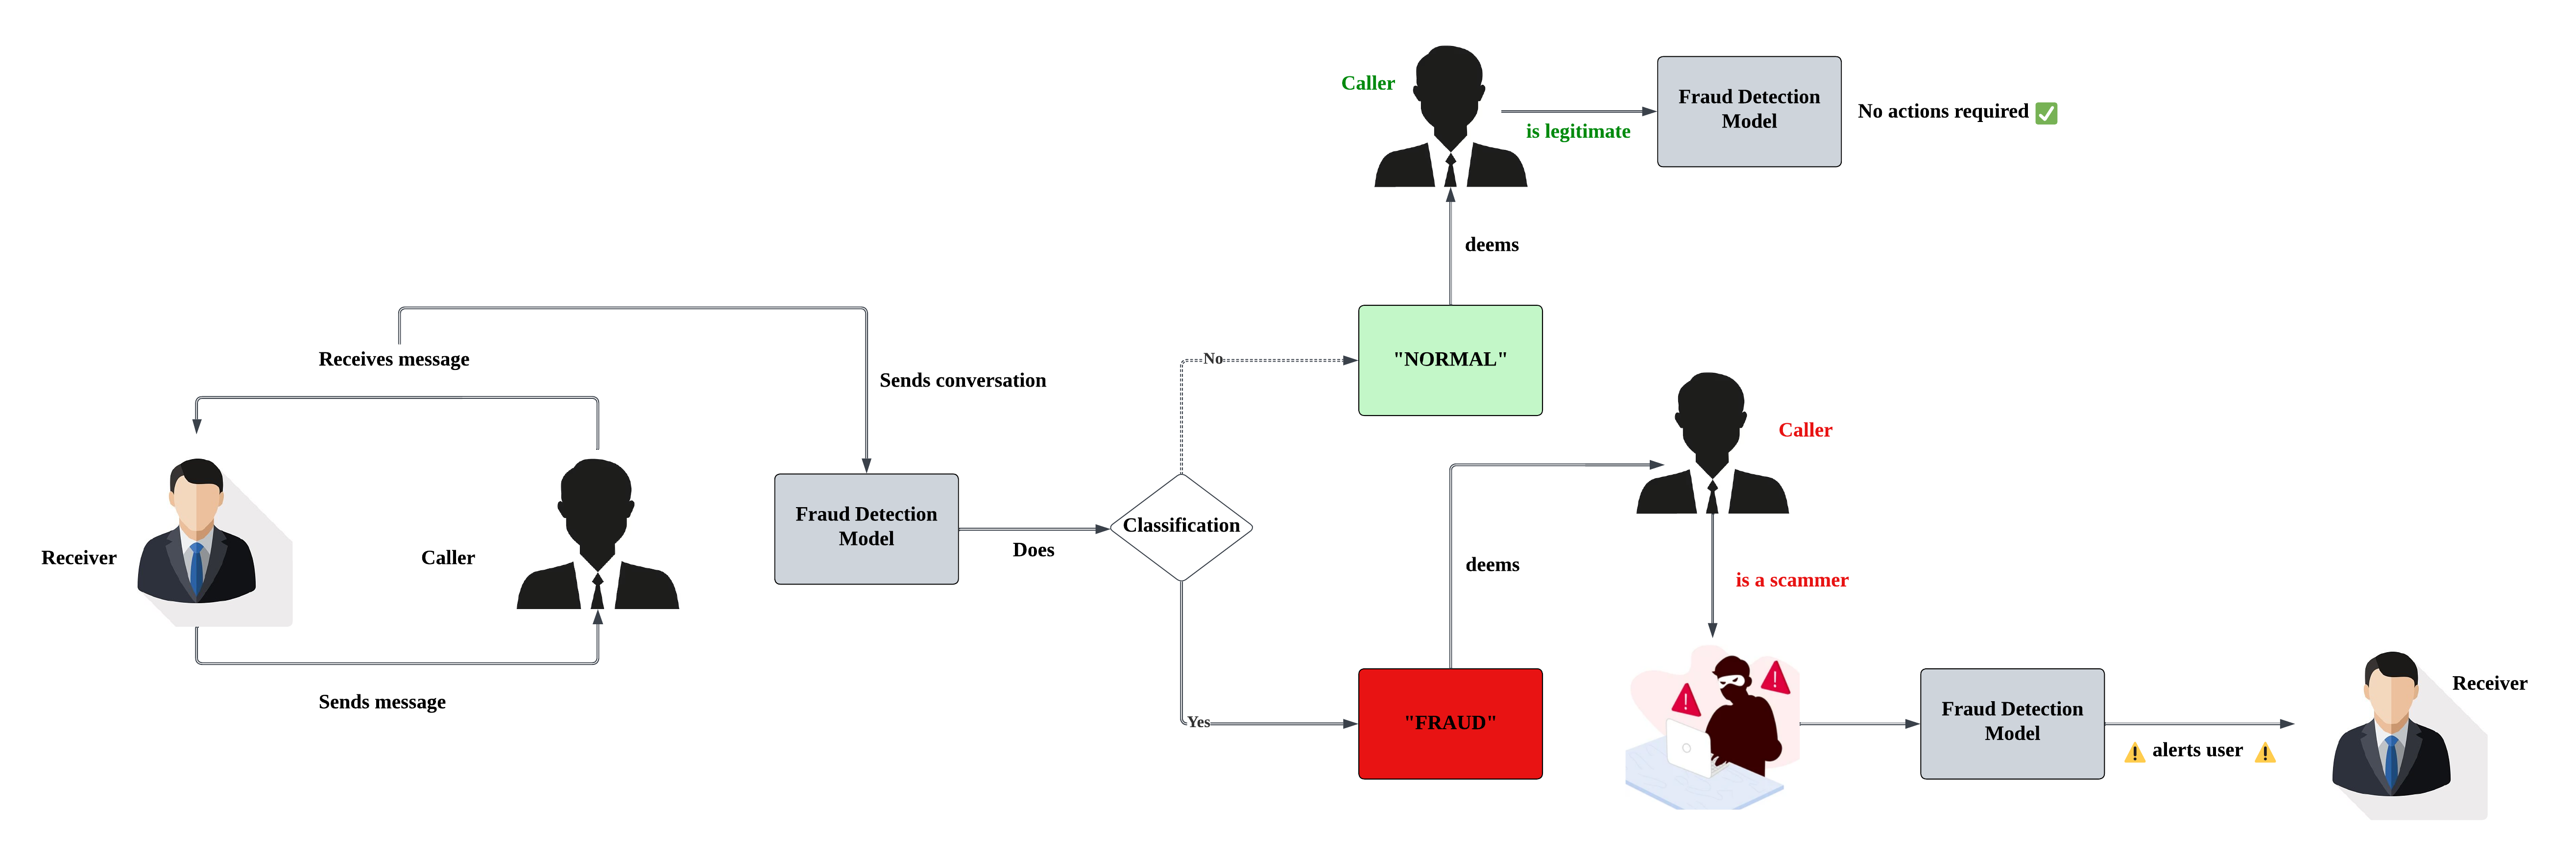 Caller
is legitimate
Fraud Detection
Model
No actions required
deems
Receives message
Sends conversation
No
"NORMAL"
Caller
Receiver
Caller
Fraud Detection
Model
Does
Classification
deems
is a scammer
Sends message
Yes
"FRAUD"
Fraud Detection
Model
alerts user
Receiver